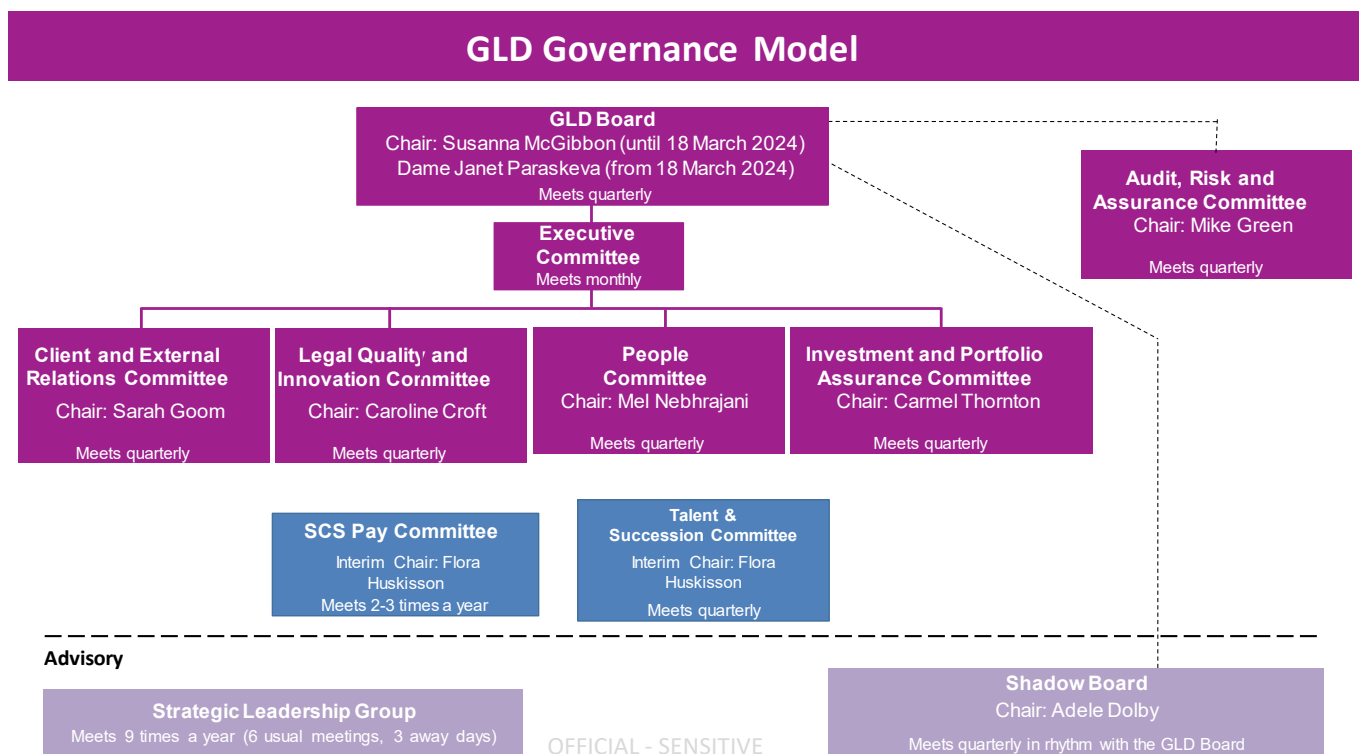 GLD Governance Model
GLD Board
Chair: Susanna McGibbon (until 18 March 2024)
Dame Janet Paraskeva (from 18 March 2024)
Meets quarterly
Audit, Risk and
Assurance Committee
Chair: Mike Green
Meets quarterly
Executive
Committee
Meets monthly
Client and External
Relations Committee
Chair: Sarah Goom
Meets quarterly
Legal Quality and
Innovation Committee
Chair: Caroline Croft
Meets quarterly
People
Committee
Chair: Mel Nebhrajani
Meets quarterly
Investment and Portfolio
Assurance Committee
Chair: Carmel Thornton
Meets quarterly
SCS Pay Committee
Interim Chair: Flora
Huskisson
Meets 2-3 times a year
Talent &
Succession Committee
Interim Chair: Flora
Huskisson
Meets quarterly
Advisory
Strategic Leadership Group
Meets 9 times a year (6 usual meetings, 3 away days)
OFFICIAL - SENSITIVE
Shadow Board
Chair: Adele Dolby
Meets quarterly in rhythm with the GLD Board